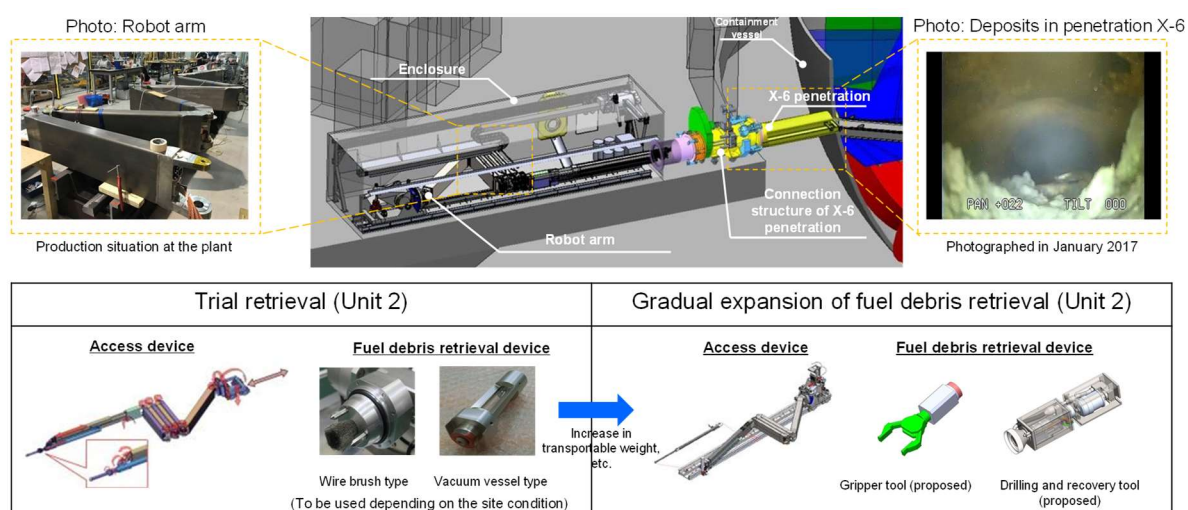 Photo: Robot arm
Production situation at the plant
Containment
vessel
Enclosure
X-6 penetration
Connection
structure of X-6
penetration
Robot arm
Photo: Deposits in penetration X-6
PAN +022 TILT 000
Photographed in January 2017
Trial retrieval (Unit 2)
Access device
Fuel debris retrieval device
Wire brush type
Vacuum vessel type
(To be used depending on the site condition)
Increase in
transportable weight,
etc.
Gradual expansion of fuel debris retrieval (Unit 2)
Access device
Fuel debris retrieval device
Gripper tool (proposed)
Drilling and recovery tool
(proposed)